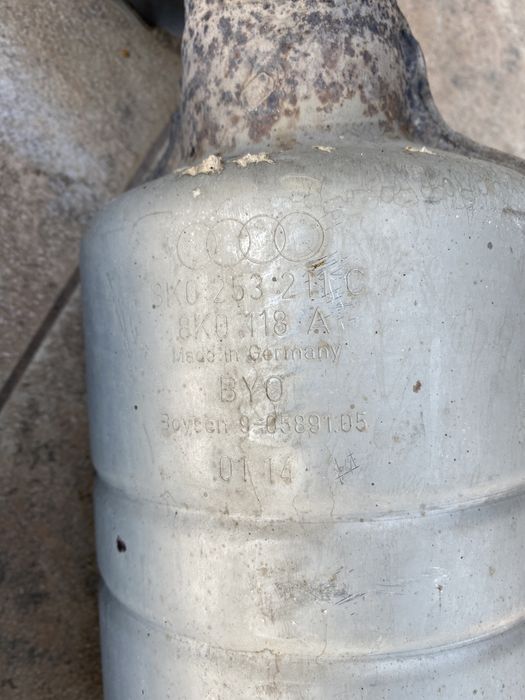 8K0 253 211 C
8K0 118 A
Made in Germany
BYO
Boysen 9-05891.05
01 14